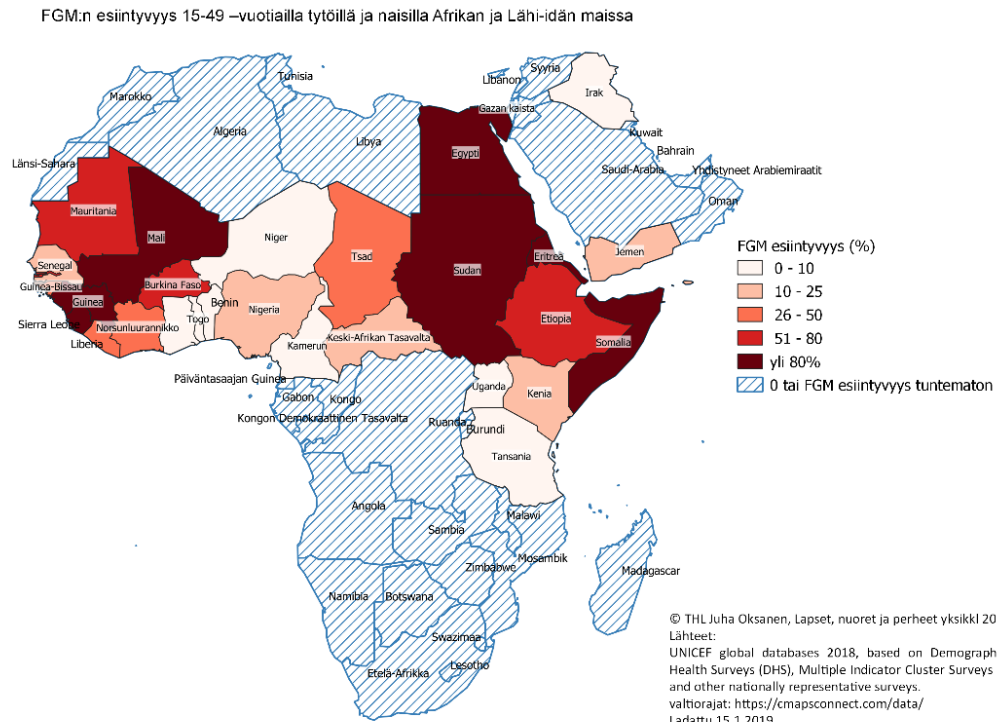 FGM:n esiintyvyys 15-49 –vuotiailla tytöillä ja naisilla Afrikan ja Lähi-idän maissa
Tunisia
Syyria
Libanon
Marokko
Irak
Gazan kaista
Algeria
Kuwait
Libya
Egypti
Bahrain
Länsi-Sahara
Saudi-Arabia
Yhdistyneet Arabiemiraatit
Oman
Mauritania
Mali
Niger
Jemen
Tsad
Eritrea
Senegal
Sudan
Guinea-Bissau
Burkina Faso
Guinea
Benin
Nigeria
Etiopia
Togo
Sierra Leone
Norsunluurannikko
Keski-Afrikan Tasavalta
Somalia
Liberia
Kamerun
Päiväntasaajan Guinea
Uganda
Kenia
Gabon
Kongo
Kongon Demokraattinen Tasavalta
Ruanda
Burundi
Tansania
Angola
Malawi
Sambia
Mosambik
Zimbabwe
Madagascar
Namibia
Botswana
Swazimaa
Lesotho
Etelä-Afrikka
FGM esiintyvyys (%)
0 - 10
10 - 25
26 - 50
51 - 80
yli 80%
0 tai FGM esiintyvyys tuntematon
© THL Juha Oksanen, Lapset, nuoret ja perheet yksikkl 20
Lähteet:
UNICEF global databases 2018, based on Demograph
Health Surveys (DHS), Multiple Indicator Cluster Surveys
and other nationally representative surveys.
valtiorajat: https://cmapsconnect.com/data/
Ladattu 15.1.2019